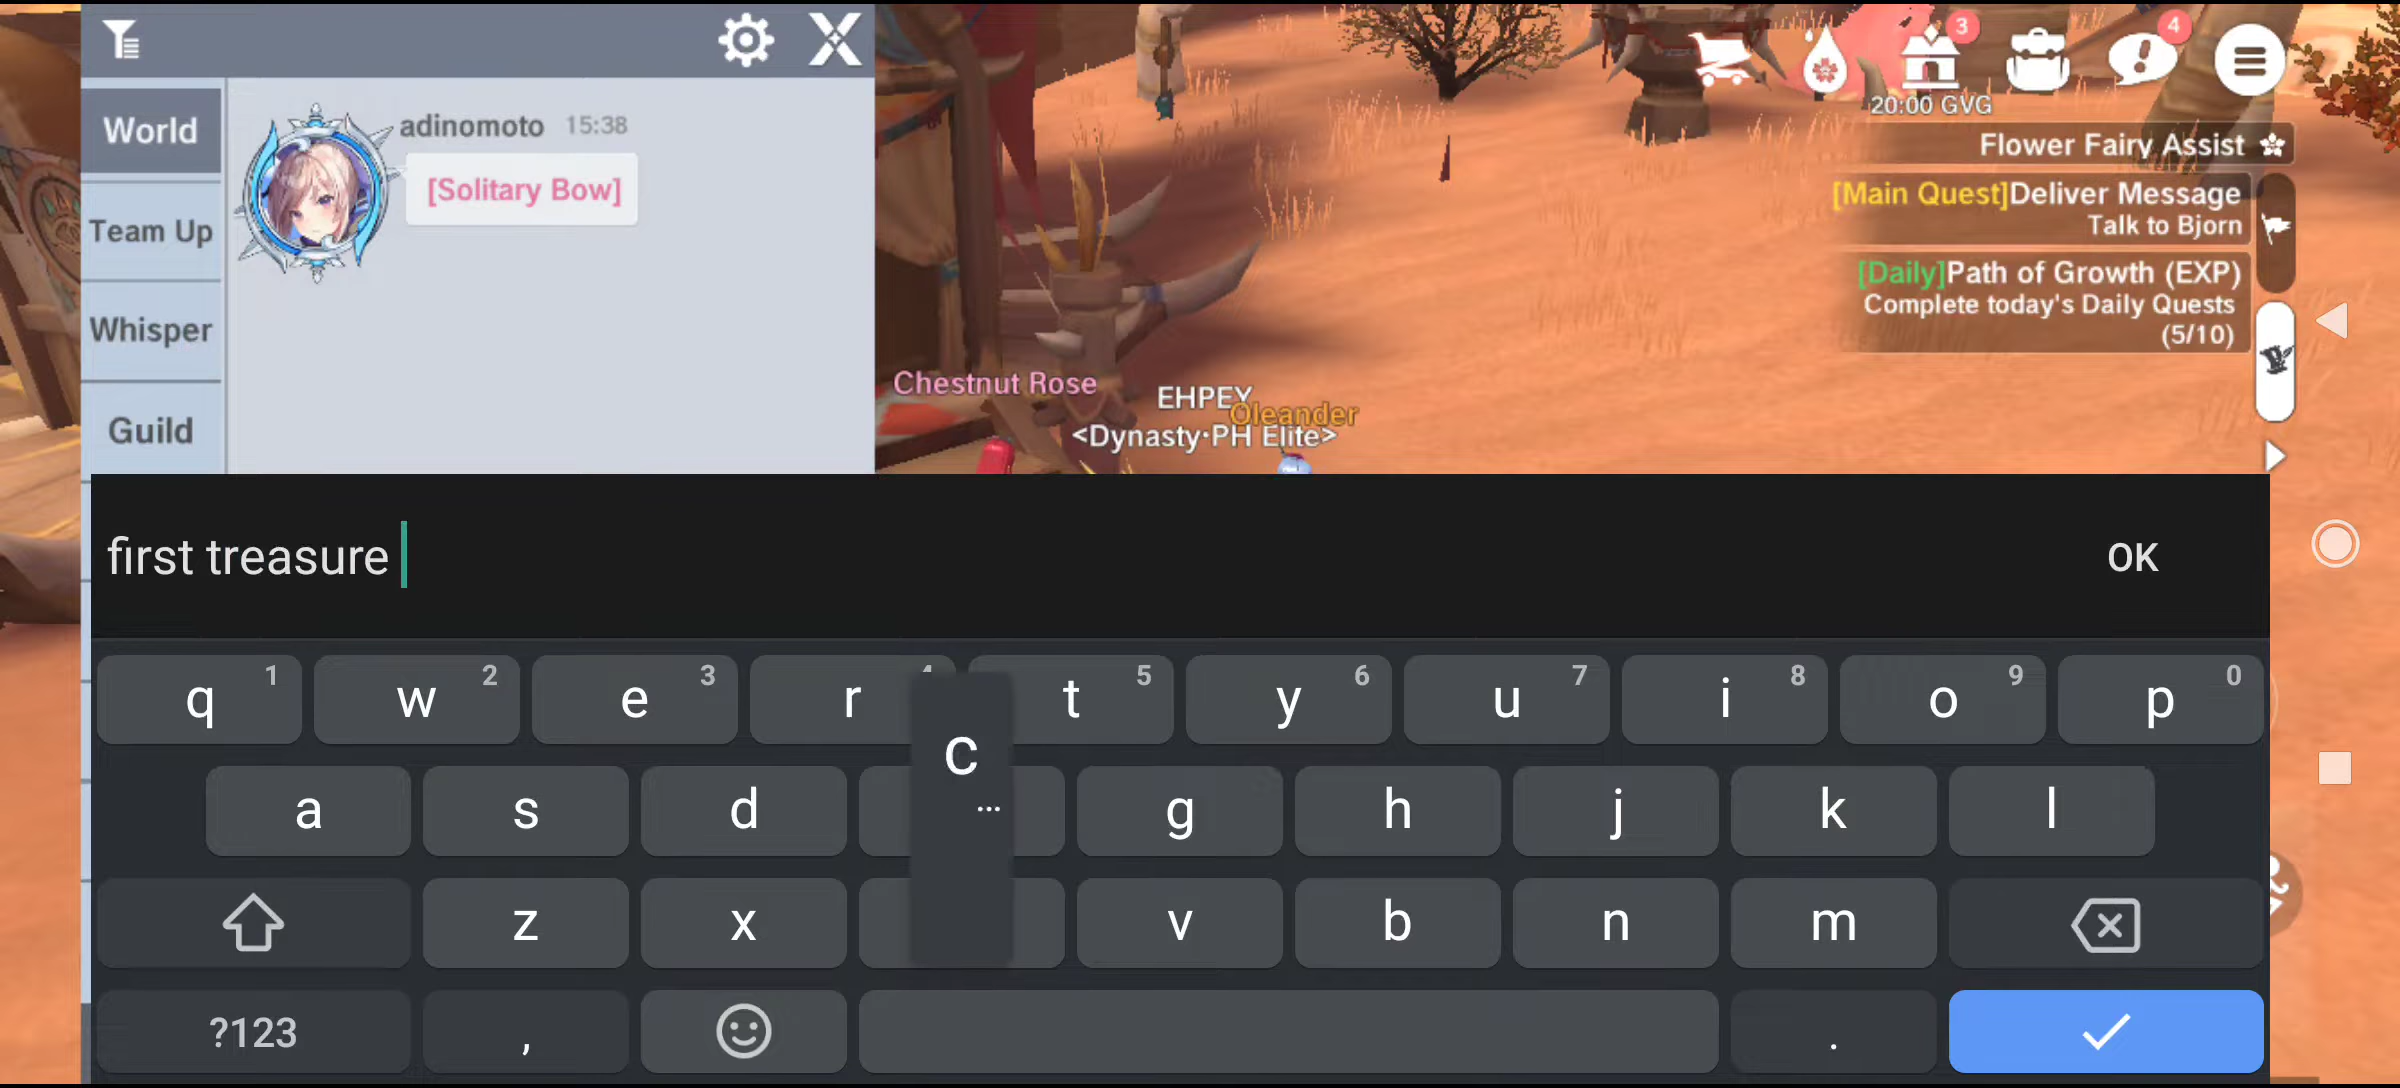 World
Team Up
Whisper
Guild
adinomoto 15:38
[Solitary Bow]
3
4
20:00 GVG
Flower Fairy Assist
[Main Quest]Deliver Message
Talk to Bjorn
[Daily]Path of Growth (EXP)
Complete today's Daily Quests
(5/10)
Chestnut Rose
EHPEY
Oleander
<Dynasty·PH Elite>
first treasure
OK
q 1 w 2 e 3 r 4 t 5 y 6 u 7 i 8 o 9 p 0
c
...
a s d g h j k l
z x v b n m
?123 , .